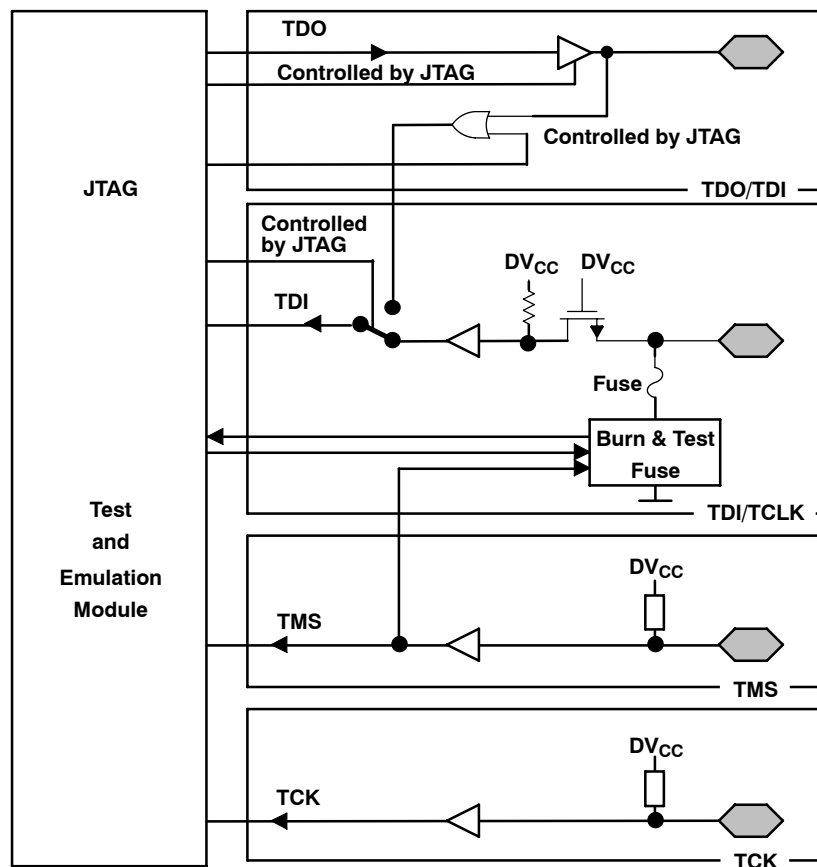 TDO
Controlled by JTAG
Controlled by JTAG
TDO/TDI
JTAG
Controlled
by JTAG
TDI
DVCC
DVCC
Fuse
Burn & Test
Fuse
TDI/TCLK
Test
and
Emulation
Module
DVCC
TMS
TMS
DVCC
TCK
TCK